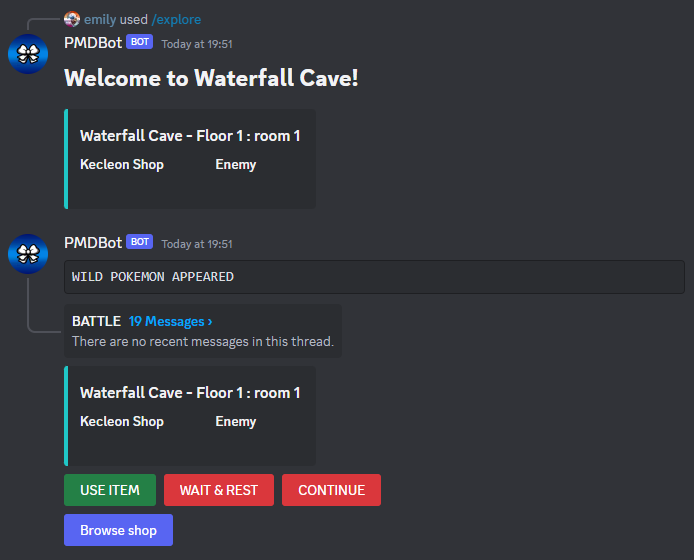 emily used /explore
PMDBot BOT Today at 19:51
Welcome to Waterfall Cave!
Waterfall Cave - Floor 1 : room 1
Kecleon Shop Enemy
PMDBot BOT Today at 19:51
WILD POKEMON APPEARED
BATTLE 19 Messages ›
There are no recent messages in this thread.
Waterfall Cave - Floor 1 : room 1
Kecleon Shop Enemy
USE ITEM WAIT & REST CONTINUE
Browse shop